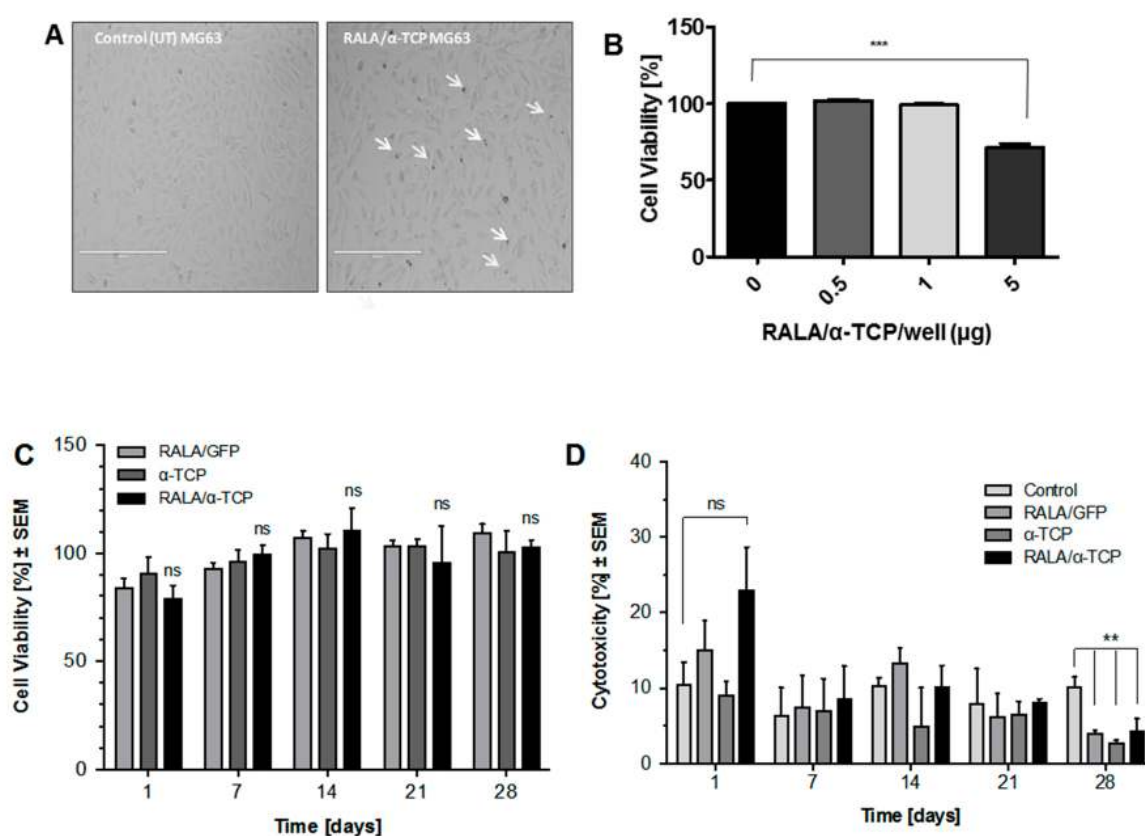 A
Control (UT) MG63
RALA/α-TCP MG63
B
Cell Viability [%]
150
100
50
0
***
0
0.5
1
5
RALA/α-TCP/well (µg)
C
Cell Viability [%] ± SEM
150
100
50
0
RALA/GFP
α-TCP
RALA/α-TCP
ns
ns
ns
ns
ns
1
7
14
21
28
Time [days]
D
Cytotoxicity [%] ± SEM
40
30
20
10
0
Control
RALA/GFP
α-TCP
RALA/α-TCP
ns
**
1
7
14
21
28
Time [days]